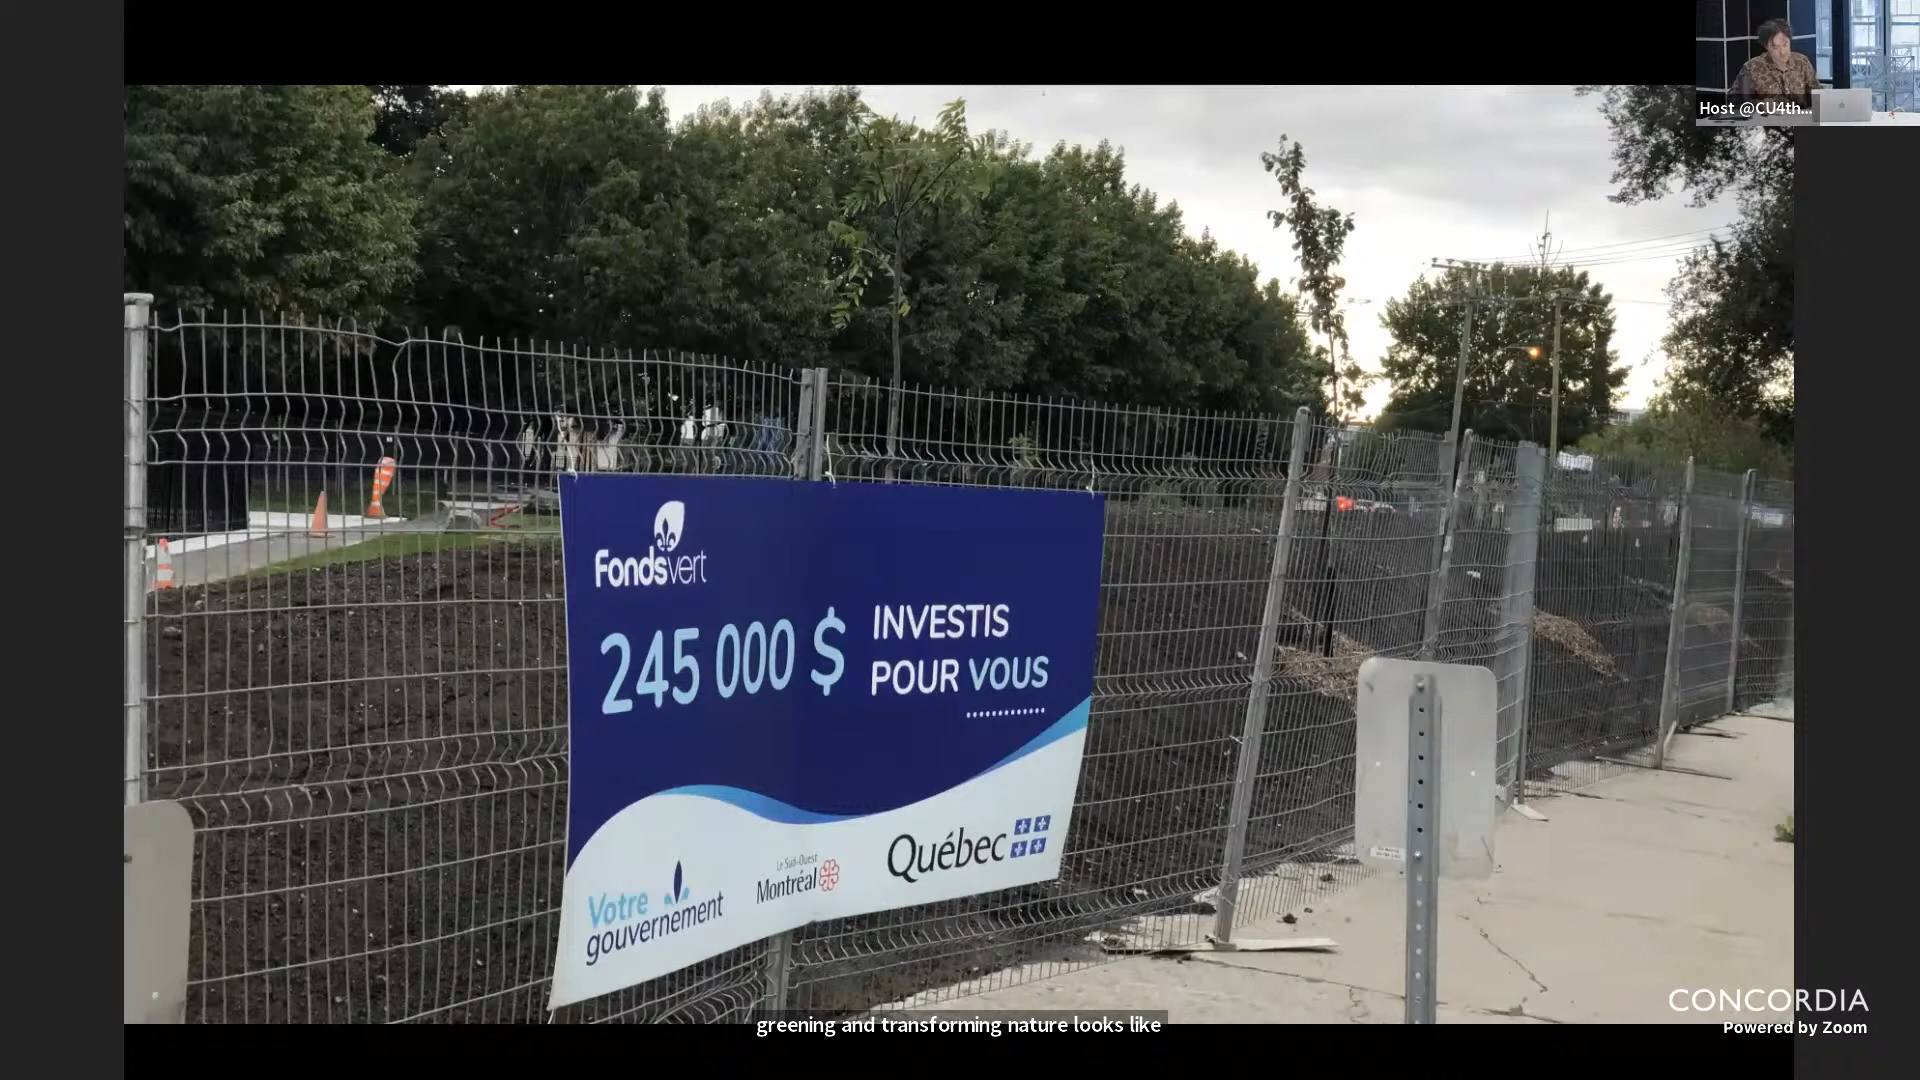 Host @CU4th...
Fondsvert
245 000 $
INVESTIS
POUR VOUS
Votre
gouvernement
Le Sud-Ouest
Montréal
Québec
greening and transforming nature looks like
CONCORDIA
Powered by Zoom